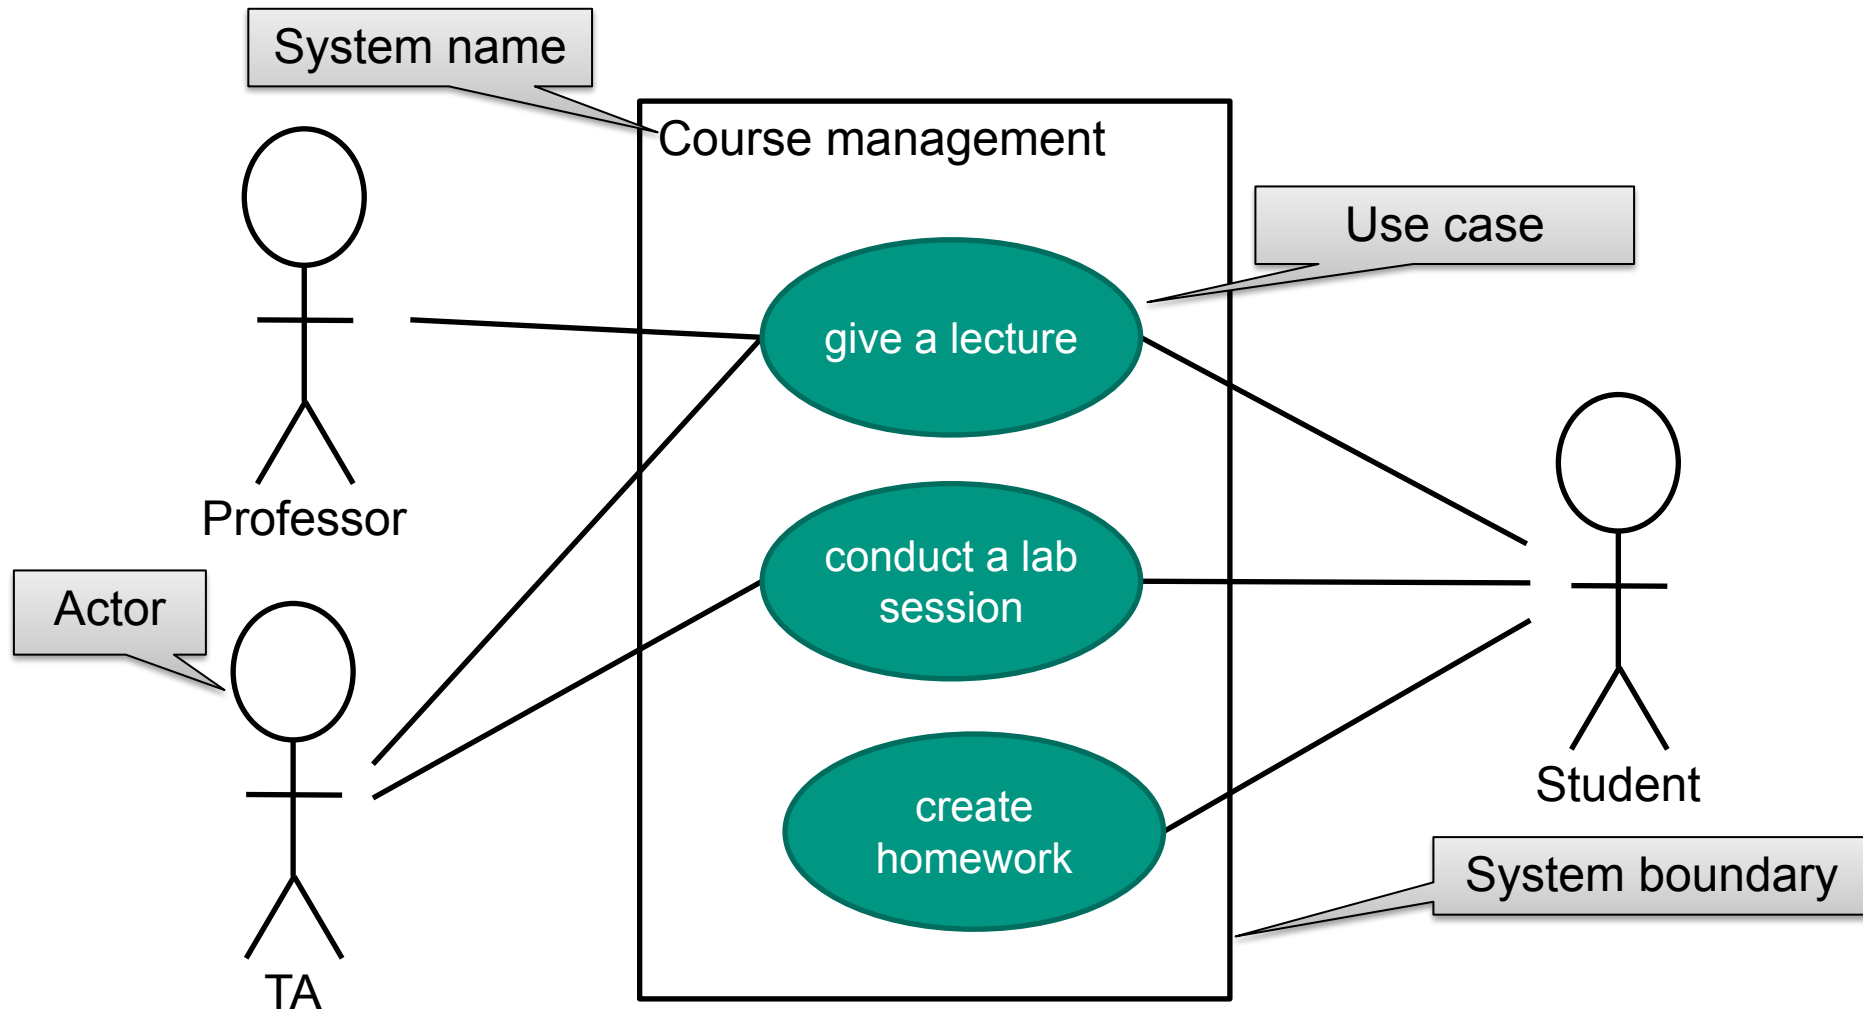 System name
Course management
Use case
give a lecture
Professor
conduct a lab
session
Actor
Student
create
homework
System boundary
TA